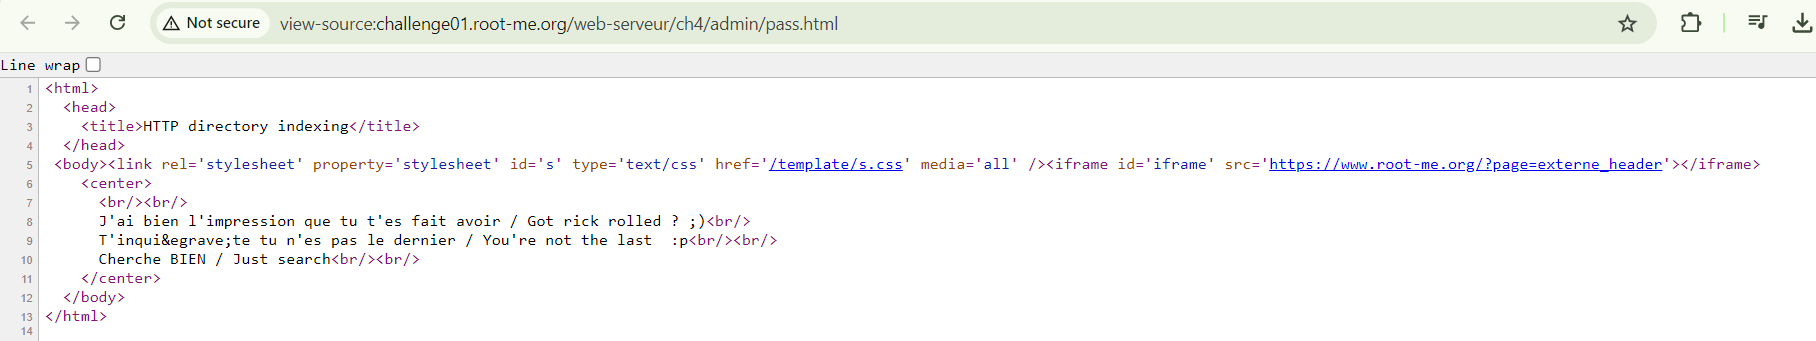 Not secure view-source:challenge01.root-me.org/web-serveur/ch4/admin/pass.html
Line wrap
1 <html>
2 <head>
3 <title>HTTP directory indexing</title>
4 </head>
5 <body><link rel='stylesheet' property='stylesheet' id='s' type='text/css' href='/template/s.css' media='all' /><iframe id='iframe' src='https://www.root-me.org/?page=externe_header'></iframe>
6 <center>
7 <br/><br/>
8 J'ai bien l'impression que tu t'es fait avoir / Got rick rolled ? ;)<br/>
9 T'inqui&egrave;te tu n'es pas le dernier / You're not the last  :p<br/><br/>
10 Cherche BIEN / Just search<br/><br/>
11 </center>
12 </body>
13 </html>
14